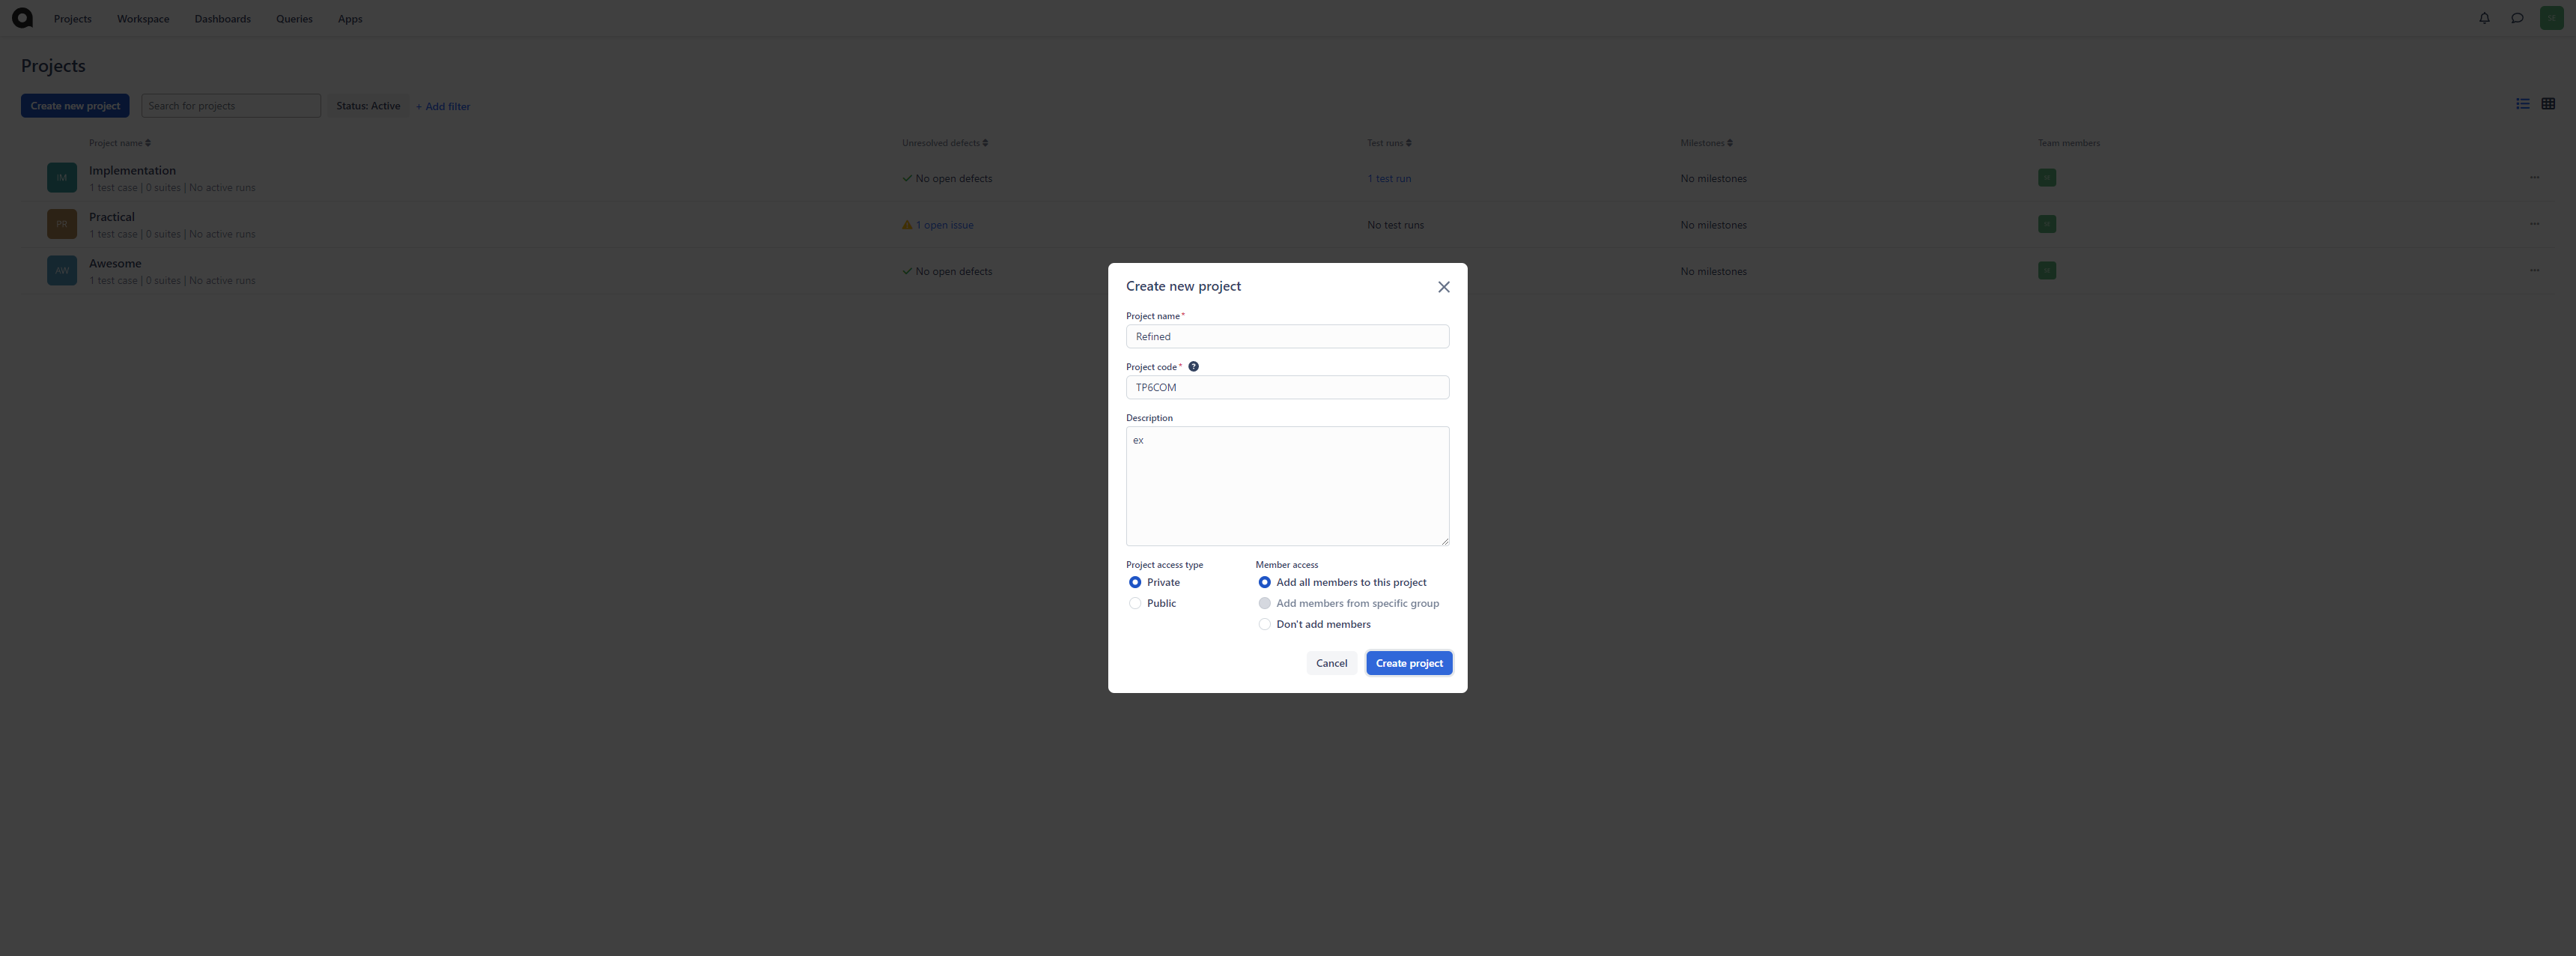 Projects Workspace Dashboards Queries Apps
Projects
Create new project Search for projects Status: Active + Add filter
Project name Unresolved defects Test runs Milestones Team members
IM Implementation
1 test case | 0 suites | No active runs
No open defects 1 test run No milestones
PR Practical
1 test case | 0 suites | No active runs
1 open issue No test runs No milestones
AW Awesome
1 test case | 0 suites | No active runs
No open defects No milestones
Create new project
Project name*
Refined
Project code* ?
TP6COM
Description
ex
Project access type
Private
Public
Member access
Add all members to this project
Add members from specific group
Don't add members
Cancel Create project